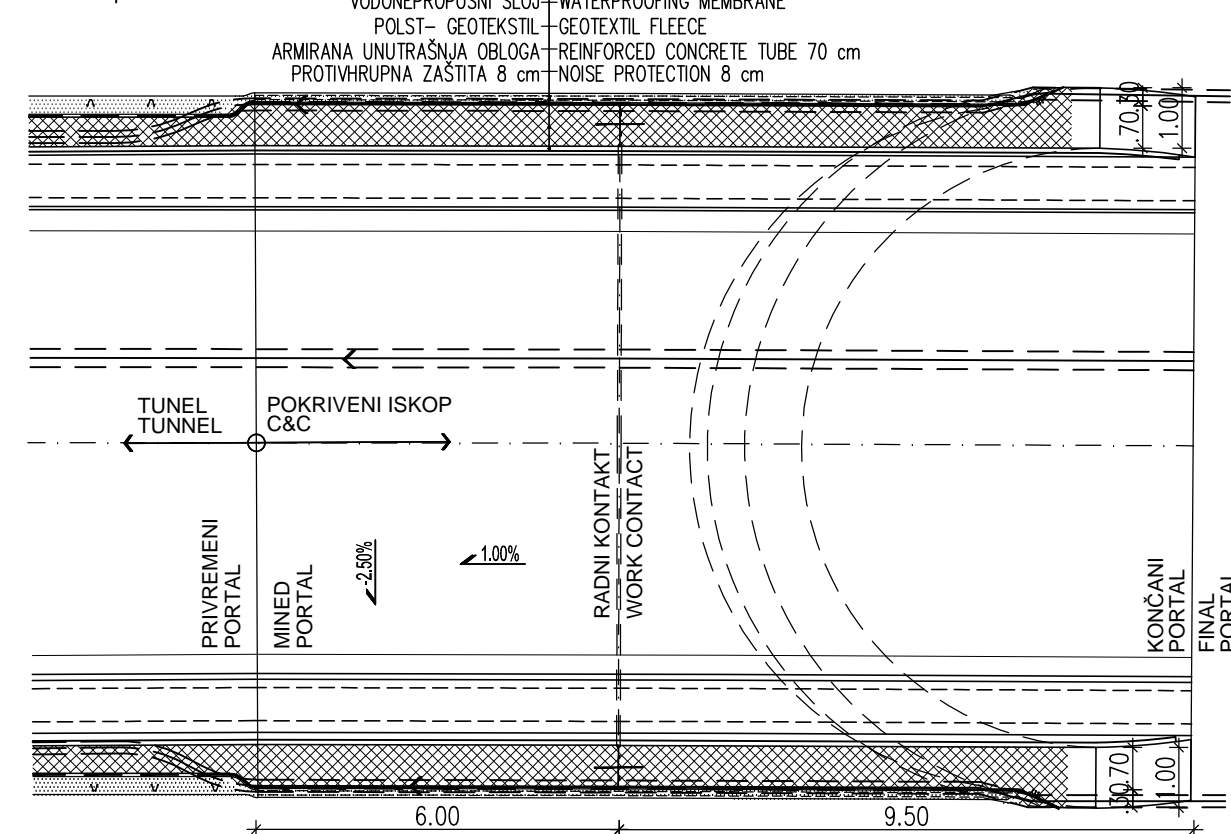 VODONEPROPUSNI SLOJ WATERPROOFING MEMBRANE
POLST- GEOTEKSTIL GEOTEXTIL FLEECE
ARMIRANA UNUTRAŠNJA OBLOGA REINFORCED CONCRETE TUBE 70 cm
PROTIVHRUPNA ZAŠTITA 8 cm NOISE PROTECTION 8 cm
.30
.70
1.00
TUNEL
TUNNEL
POKRIVENI ISKOP
C&C
PRIVREMENI
PORTAL
MINED
PORTAL
-2.50%
1.00%
RADNI KONTAKT
WORK CONTACT
KONČANI
PORTAL
FINAL
PORTAL
.30
.70
1.00
6.00
9.50